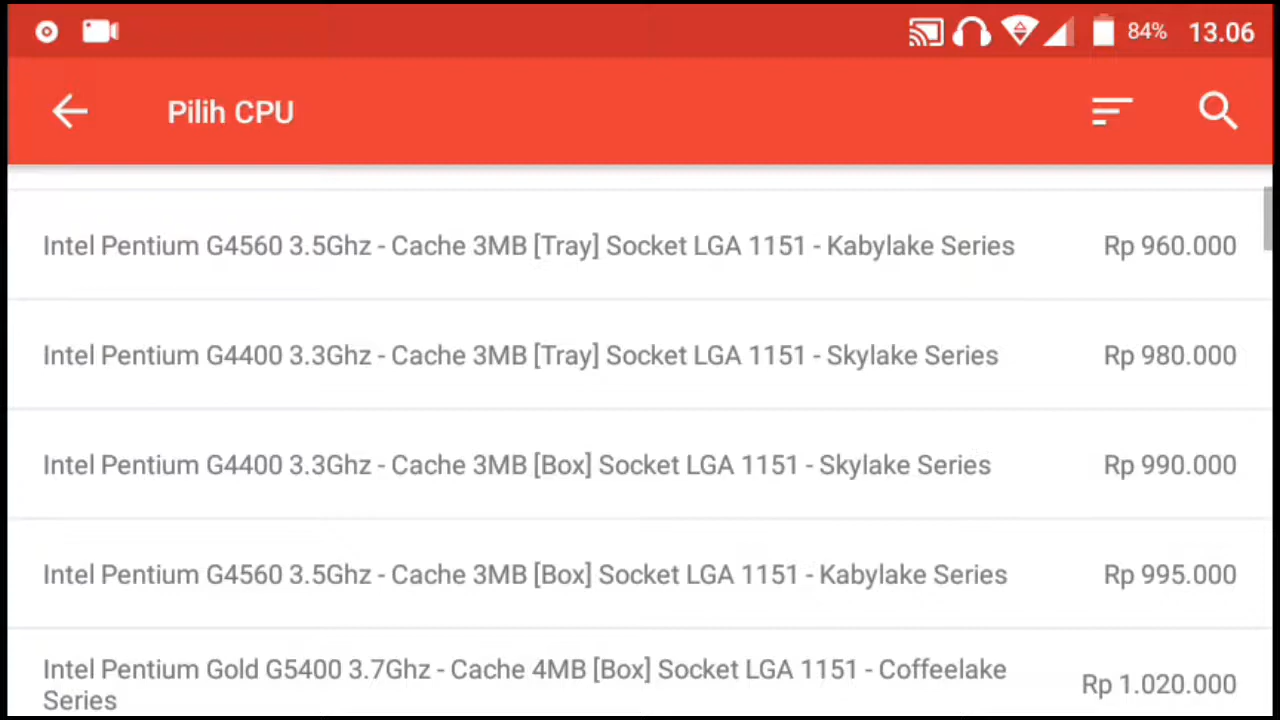 84% 13.06
Pilih CPU
Intel Pentium G4560 3.5Ghz - Cache 3MB [Tray] Socket LGA 1151 - Kabylake Series Rp 960.000
Intel Pentium G4400 3.3Ghz - Cache 3MB [Tray] Socket LGA 1151 - Skylake Series Rp 980.000
Intel Pentium G4400 3.3Ghz - Cache 3MB [Box] Socket LGA 1151 - Skylake Series Rp 990.000
Intel Pentium G4560 3.5Ghz - Cache 3MB [Box] Socket LGA 1151 - Kabylake Series Rp 995.000
Intel Pentium Gold G5400 3.7Ghz - Cache 4MB [Box] Socket LGA 1151 - Coffeelake
Series Rp 1.020.000